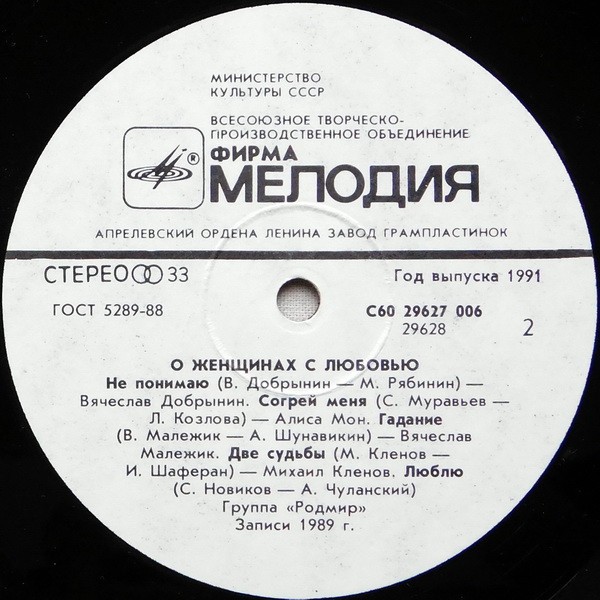 МИНИСТЕРСТВО
КУЛЬТУРЫ СССР
ВСЕСОЮЗНОЕ ТВОРЧЕСКО-
ПРОИЗВОДСТВЕННОЕ ОБЪЕДИНЕНИЕ
®
ФИРМА
МЕЛОДИЯ
АПРЕЛЕВСКИЙ ОРДЕНА ЛЕНИНА ЗАВОД ГРАМПЛАСТИНОК
СТЕРЕО 33
Год выпуска 1991
ГОСТ 5289-88
С60 29627 006
29628
2
О ЖЕНЩИНАХ С ЛЮБОВЬЮ
Не понимаю (В. Добрынин — М. Рябинин) —
Вячеслав Добрынин. Согрей меня (С. Муравьев —
Л. Козлова) — Алиса Мон. Гадание
(В. Малежик — А. Шунавикин) — Вячеслав
Малежик. Две судьбы (М. Кленов —
И. Шаферан) — Михаил Кленов. Люблю
(С. Новиков — А. Чуланский)
Группа «Родмир»
Записи 1989 г.